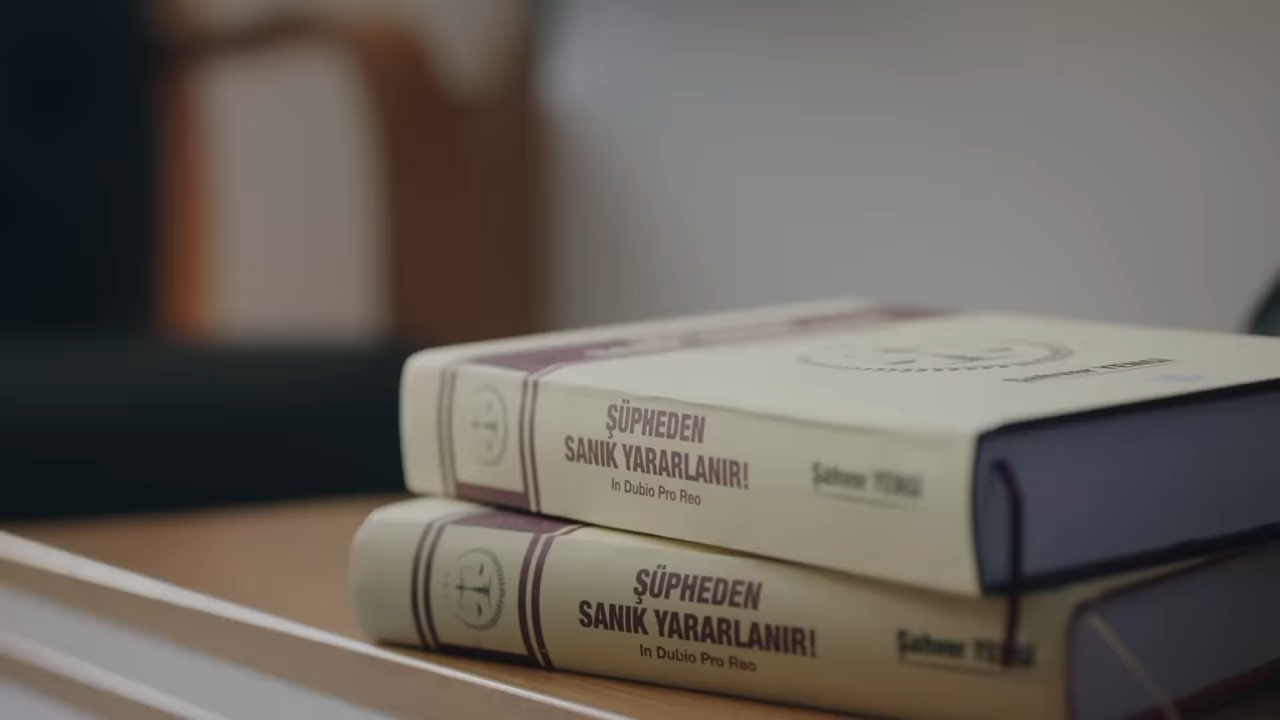 ŞÜPHEDEN
SANIK YARARLANIR!
In Dubio Pro Reo
ŞÜPHEDEN
SANIK YARARLANIR!
In Dubio Pro Reo